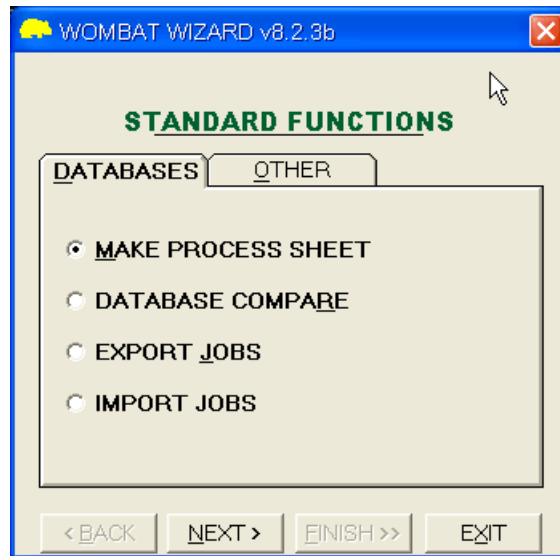 WOMBAT WIZARD v8.2.3b
STANDARD FUNCTIONS
DATABASES OTHER
MAKE PROCESS SHEET
DATABASE COMPARE
EXPORT JOBS
IMPORT JOBS
< BACK NEXT > FINISH >> EXIT